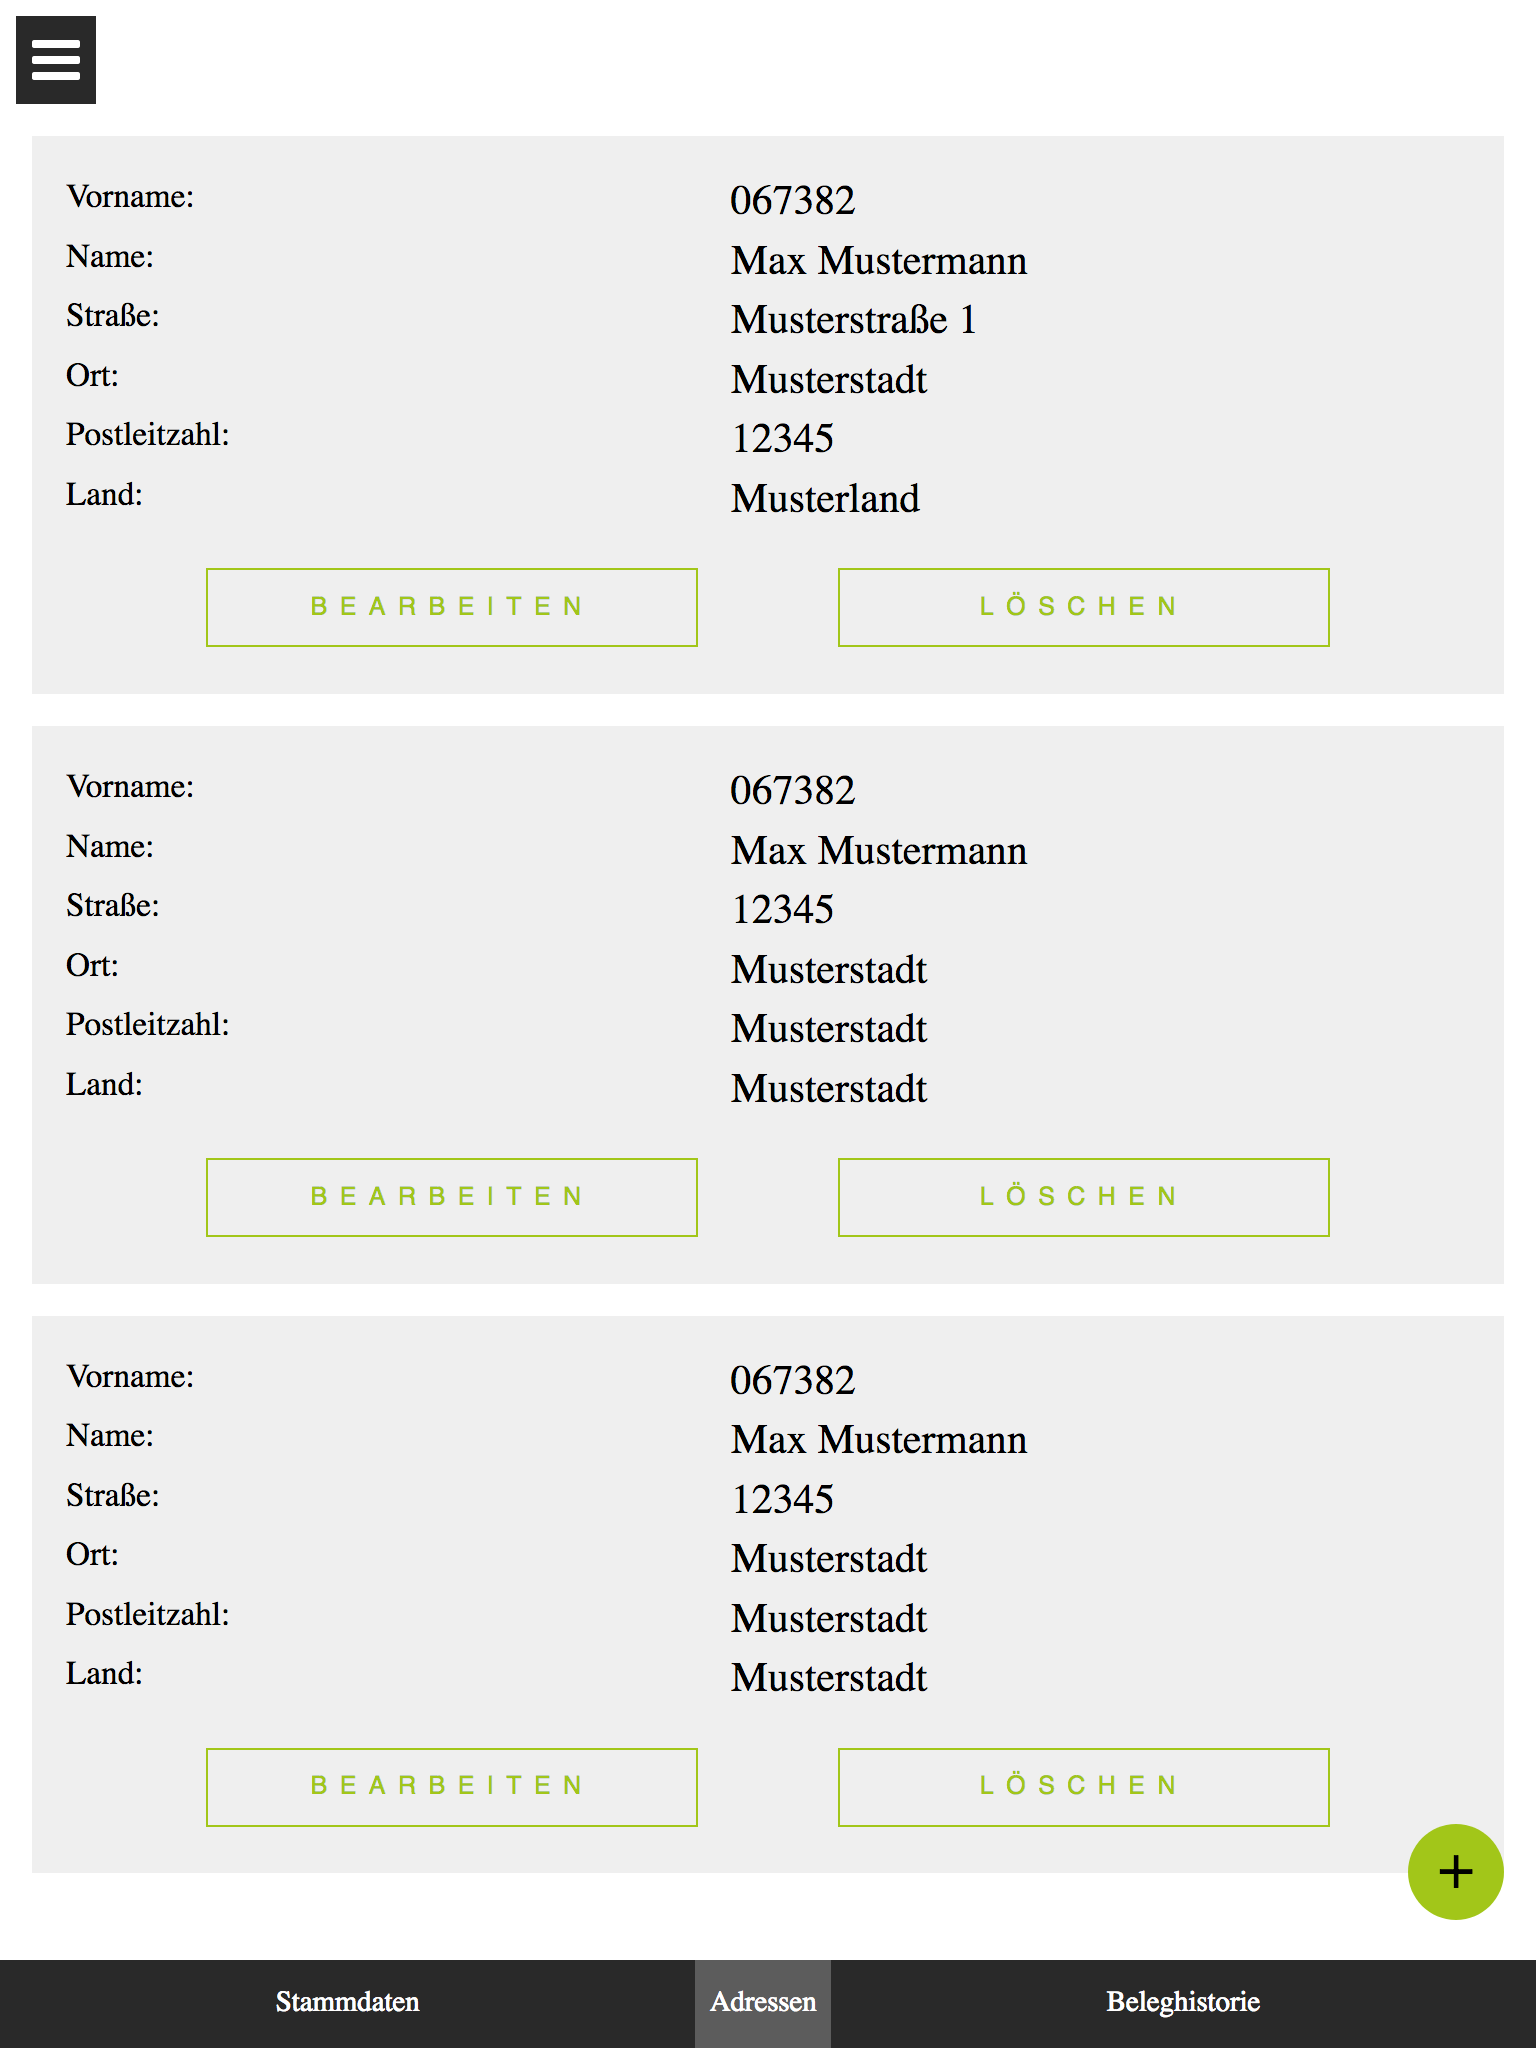 Vorname: 067382
Name: Max Mustermann
Straße: Musterstraße 1
Ort: Musterstadt
Postleitzahl: 12345
Land: Musterland
BEARBEITEN LÖSCHEN
Vorname: 067382
Name: Max Mustermann
Straße: 12345
Ort: Musterstadt
Postleitzahl: Musterstadt
Land: Musterstadt
BEARBEITEN LÖSCHEN
Vorname: 067382
Name: Max Mustermann
Straße: 12345
Ort: Musterstadt
Postleitzahl: Musterstadt
Land: Musterstadt
BEARBEITEN LÖSCHEN
+
Stammdaten Adressen Beleghistorie